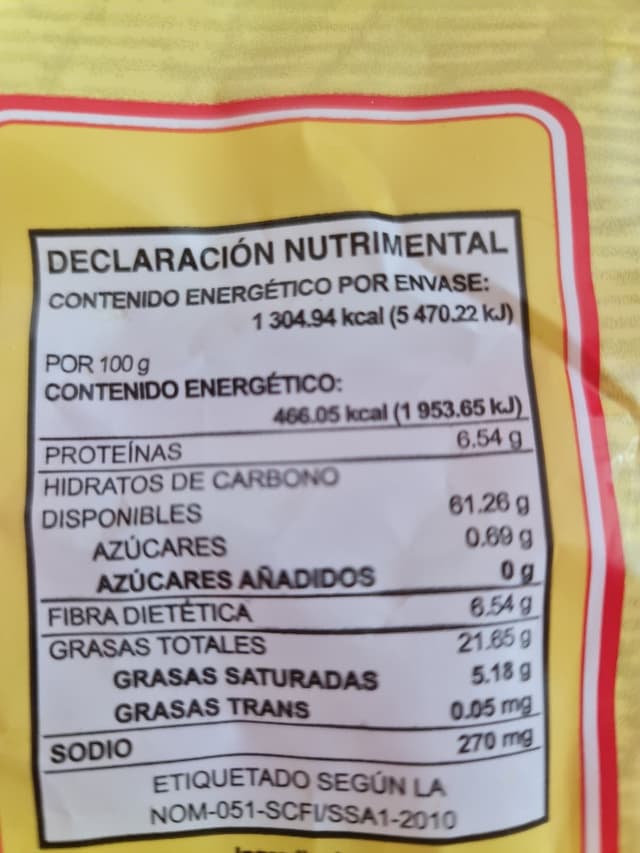 DECLARACIÓN NUTRIMENTAL
CONTENIDO ENERGÉTICO POR ENVASE:
1 304.94 kcal (5 470.22 kJ)
POR 100 g
CONTENIDO ENERGÉTICO:
466.05 kcal (1 953.65 kJ)
PROTEÍNAS 6.54 g
HIDRATOS DE CARBONO
DISPONIBLES 61.26 g
AZÚCARES 0.69 g
AZÚCARES AÑADIDOS 0 g
FIBRA DIETÉTICA 6.54 g
GRASAS TOTALES 21.65 g
GRASAS SATURADAS 5.18 g
GRASAS TRANS 0.05 mg
SODIO 270 mg
ETIQUETADO SEGÚN LA
NOM-051-SCFI/SSA1-2010